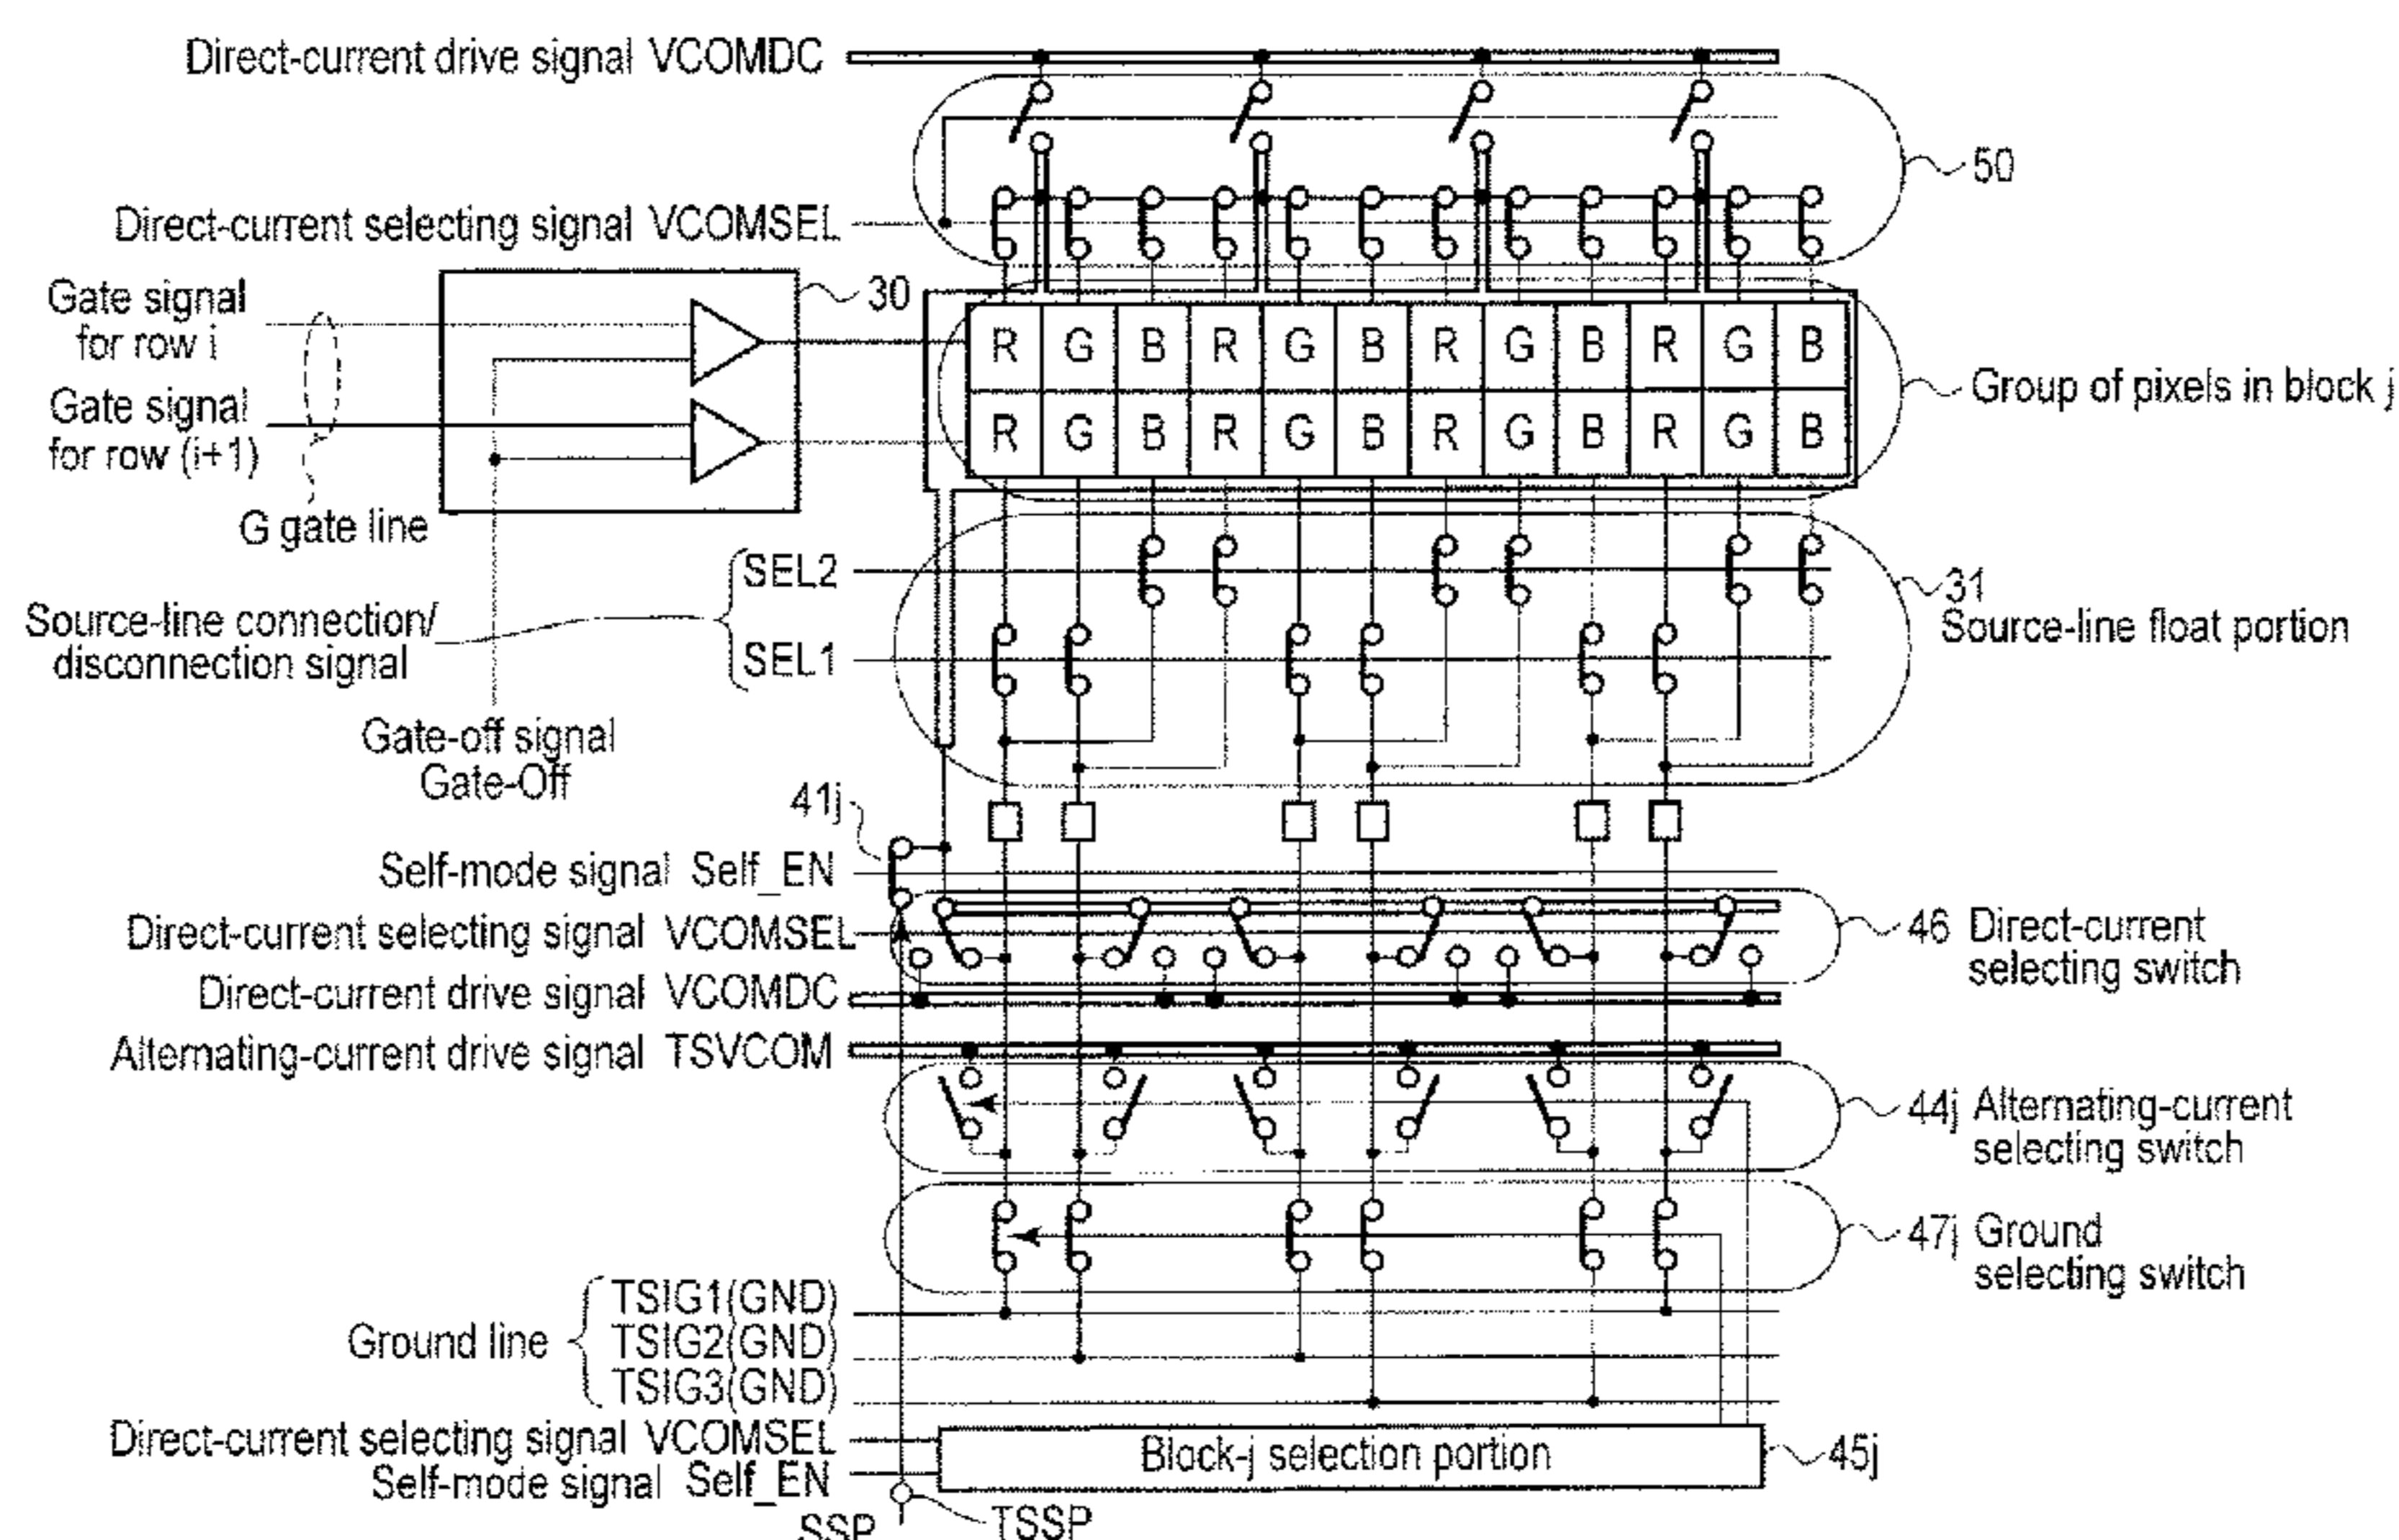 Direct-current drive signal VCOMDC
50
Direct-current selecting signal VCOMSEL
Gate signal
for row i
30
R G B R G B R G B R G B
Group of pixels in block j
Gate signal
for row (i+1)
R G B R G B R G B R G B
G gate line
SEL2
31
Source-line float portion
Source-line connection/
disconnection signal
SEL1
Gate-off signal
Gate-Off
41j
Self-mode signal Self_EN
Direct-current selecting signal VCOMSEL
46 Direct-current
selecting switch
Direct-current drive signal VCOMDC
Alternating-current drive signal TSVCOM
44j Alternating-current
selecting switch
47j Ground
selecting switch
Ground line
TSIG1(GND)
TSIG2(GND)
TSIG3(GND)
Direct-current selecting signal VCOMSEL
Self-mode signal Self_EN
Block-j selection portion
45j
SSP
TSSP